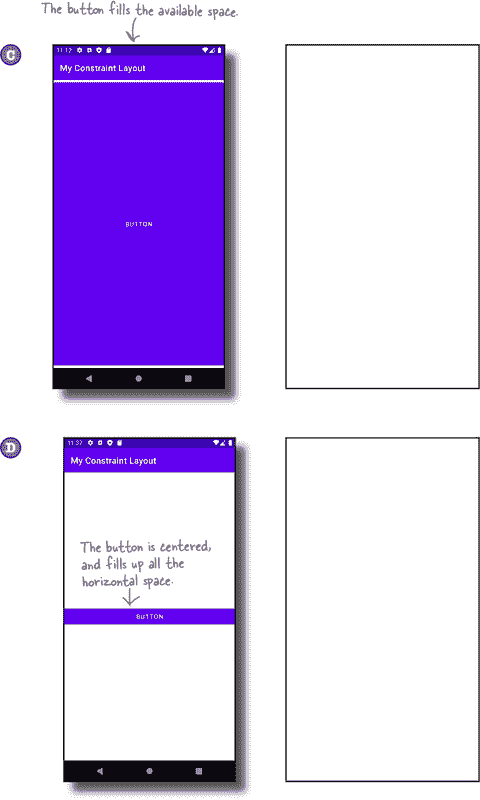 The button fills the available space.
C
11:12
My Constraint Layout
BUTTON
D
11:37
My Constraint Layout
The button is centered,
and fills up all the
horizontal space.
BUTTON